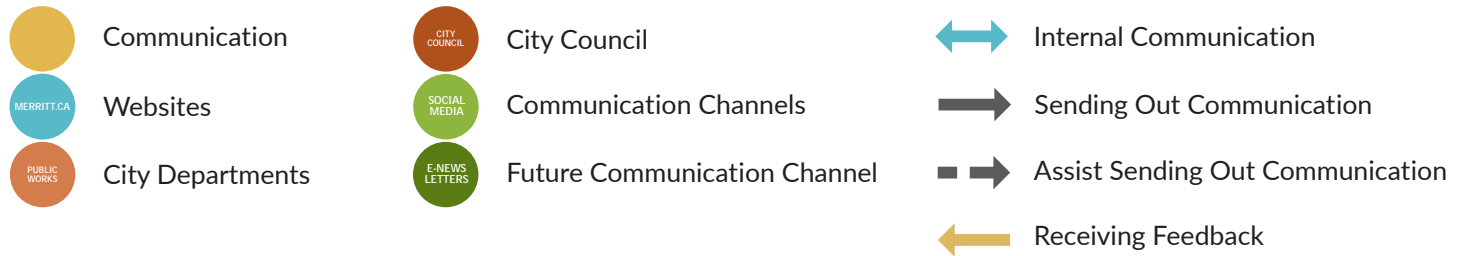 Communication
MERRITT.CA
Websites
PUBLIC
WORKS
City Departments
CITY
COUNCIL
City Council
SOCIAL
MEDIA
Communication Channels
E-NEWS
LETTERS
Future Communication Channel
Internal Communication
Sending Out Communication
Assist Sending Out Communication
Receiving Feedback